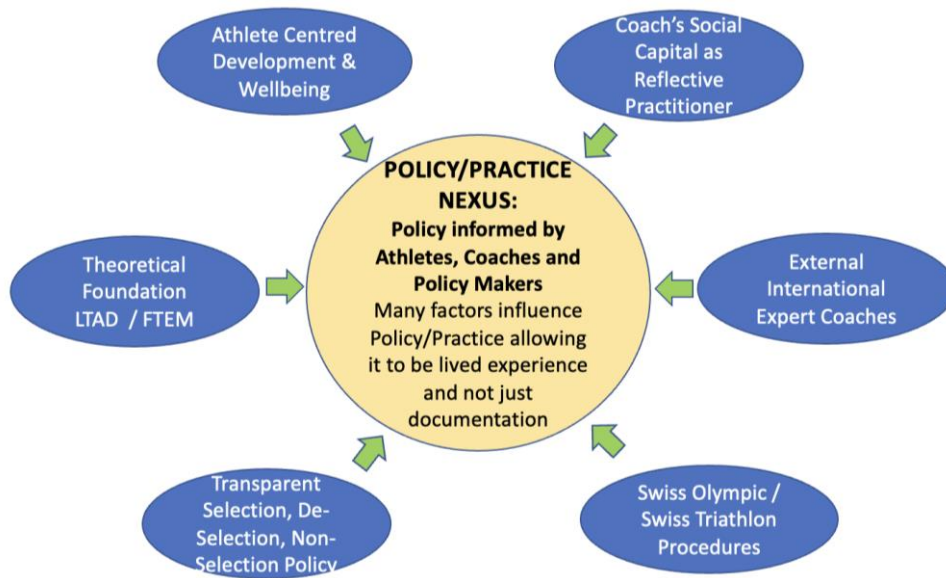 Athlete Centred
Development &
Wellbeing
Coach's Social
Capital as
Reflective
Practitioner
POLICY/PRACTICE
NEXUS:
Policy informed by
Athletes, Coaches and
Policy Makers
Many factors influence
Policy/Practice allowing
it to be lived experience
and not just
documentation
Theoretical
Foundation
LTAD / FTEM
External
International
Expert Coaches
Transparent
Selection, De-
Selection, Non-
Selection Policy
Swiss Olympic /
Swiss Triathlon
Procedures